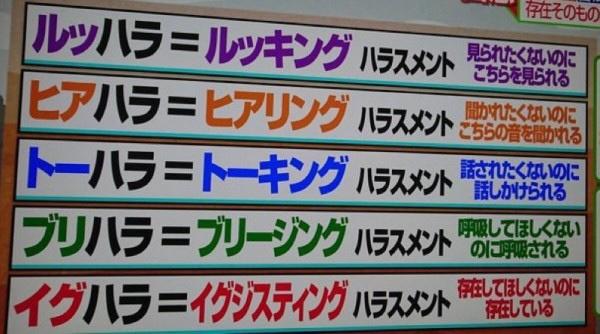 存在そのもの
ルッハラ=ルッキング ハラスメント 見られたくないのに
こちらを見られる
ヒアハラ=ヒアリング ハラスメント 聞かれたくないのに
こちらの音を聞かれる
トーハラ=トーキング ハラスメント 話されたくないのに
話しかけられる
ブリハラ=ブリージング ハラスメント 呼吸してほしくない
のに呼吸される
イグハラ=イグジスティング ハラスメント 存在してほしくないのに
存在している